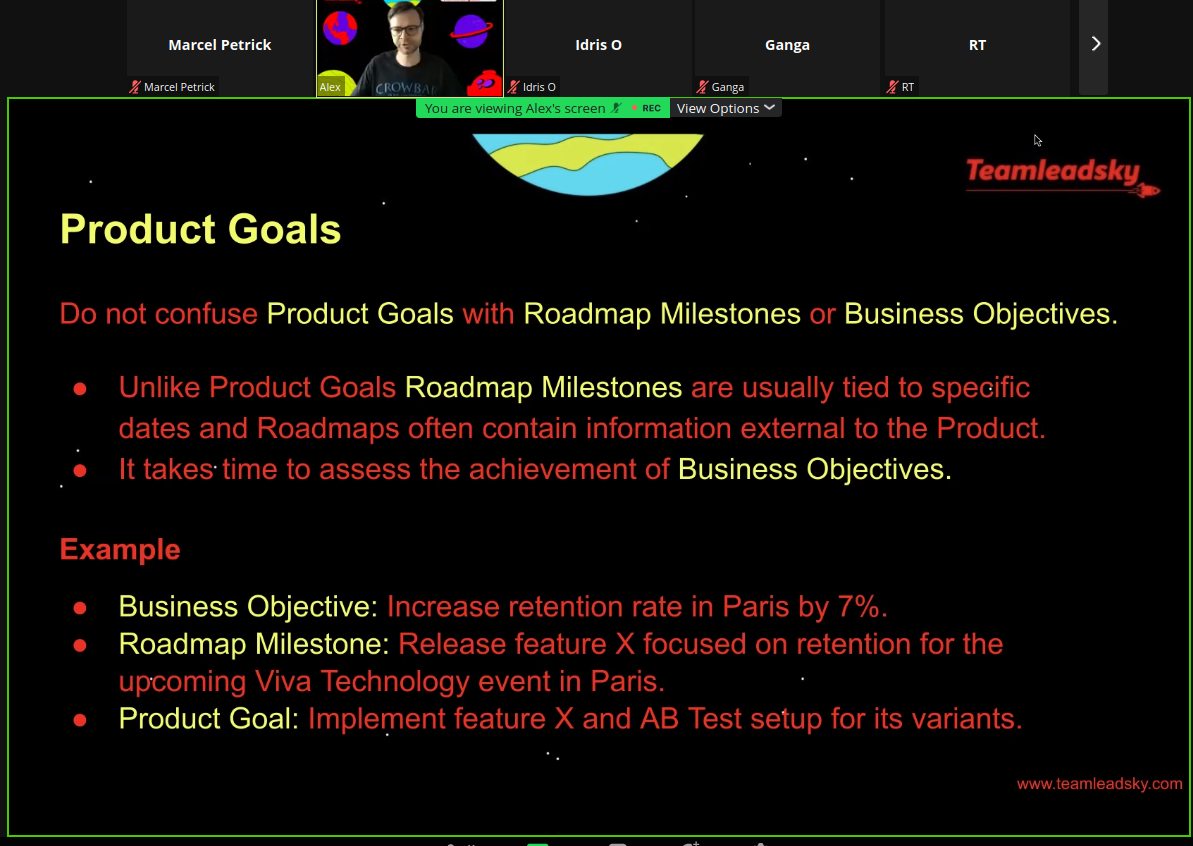 Marcel Petrick
Idris O
Ganga
RT
Marcel Petrick
Alex
Idris O
Ganga
RT
You are viewing Alex's screen
REC
View Options
Teamleadsky
Product Goals
Do not confuse Product Goals with Roadmap Milestones or Business Objectives.
● Unlike Product Goals Roadmap Milestones are usually tied to specific
dates and Roadmaps often contain information external to the Product.
● It takes time to assess the achievement of Business Objectives.
Example
● Business Objective: Increase retention rate in Paris by 7%.
● Roadmap Milestone: Release feature X focused on retention for the
upcoming Viva Technology event in Paris.
● Product Goal: Implement feature X and AB Test setup for its variants.
www.teamleadsky.com